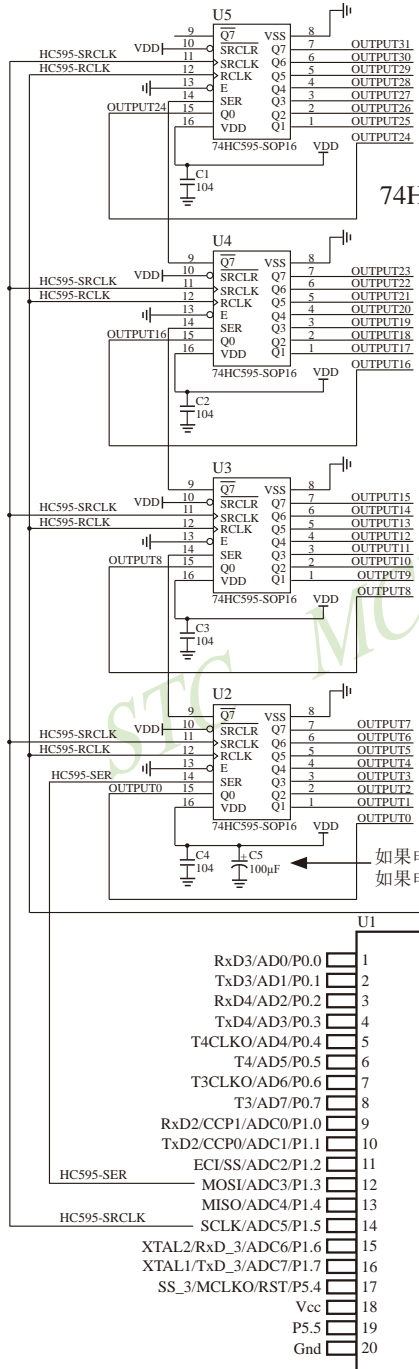 U5
9 Q7 VSS 8
VDD 10 SRCLR Q7 7 OUTPUT31
HC595-SRCLK 11 SRCLK Q6 6 OUTPUT30
HC595-RCLK 12 RCLK Q5 5 OUTPUT29
13 E Q4 4 OUTPUT28
14 SER Q3 3 OUTPUT27
OUTPUT24 15 Q0 Q2 2 OUTPUT26
16 VDD Q1 1 OUTPUT25
74HC595-SOP16 VDD OUTPUT24
C1
104
74H
U4
9 Q7 VSS 8
VDD 10 SRCLR Q7 7 OUTPUT23
HC595-SRCLK 11 SRCLK Q6 6 OUTPUT22
HC595-RCLK 12 RCLK Q5 5 OUTPUT21
13 E Q4 4 OUTPUT20
14 SER Q3 3 OUTPUT19
OUTPUT16 15 Q0 Q2 2 OUTPUT18
16 VDD Q1 1 OUTPUT17
74HC595-SOP16 VDD OUTPUT16
C2
104
U3
9 Q7 VSS 8
VDD 10 SRCLR Q7 7 OUTPUT15
HC595-SRCLK 11 SRCLK Q6 6 OUTPUT14
HC595-RCLK 12 RCLK Q5 5 OUTPUT13
13 E Q4 4 OUTPUT12
14 SER Q3 3 OUTPUT11
OUTPUT8 15 Q0 Q2 2 OUTPUT10
16 VDD Q1 1 OUTPUT9
74HC595-SOP16 VDD OUTPUT8
C3
104
STC MC
U2
9 Q7 VSS 8
VDD 10 SRCLR Q7 7 OUTPUT7
HC595-SRCLK 11 SRCLK Q6 6 OUTPUT6
HC595-RCLK 12 RCLK Q5 5 OUTPUT5
13 E Q4 4 OUTPUT4
HC595-SER 14 SER Q3 3 OUTPUT3
OUTPUT0 15 Q0 Q2 2 OUTPUT2
16 VDD Q1 1 OUTPUT1
74HC595-SOP16 VDD OUTPUT0
C4
104
+ C5
100μF
如果电
如果电
U1
RxD3/AD0/P0.0 1
TxD3/AD1/P0.1 2
RxD4/AD2/P0.2 3
TxD4/AD3/P0.3 4
T4CLKO/AD4/P0.4 5
T4/AD5/P0.5 6
T3CLKO/AD6/P0.6 7
T3/AD7/P0.7 8
RxD2/CCP1/ADC0/P1.0 9
TxD2/CCP0/ADC1/P1.1 10
ECI/SS/ADC2/P1.2 11
HC595-SER MOSI/ADC3/P1.3 12
MISO/ADC4/P1.4 13
HC595-SRCLK SCLK/ADC5/P1.5 14
XTAL2/RxD_3/ADC6/P1.6 15
XTAL1/TxD_3/ADC7/P1.7 16
SS_3/MCLKO/RST/P5.4 17
Vcc 18
P5.5 19
Gnd 20